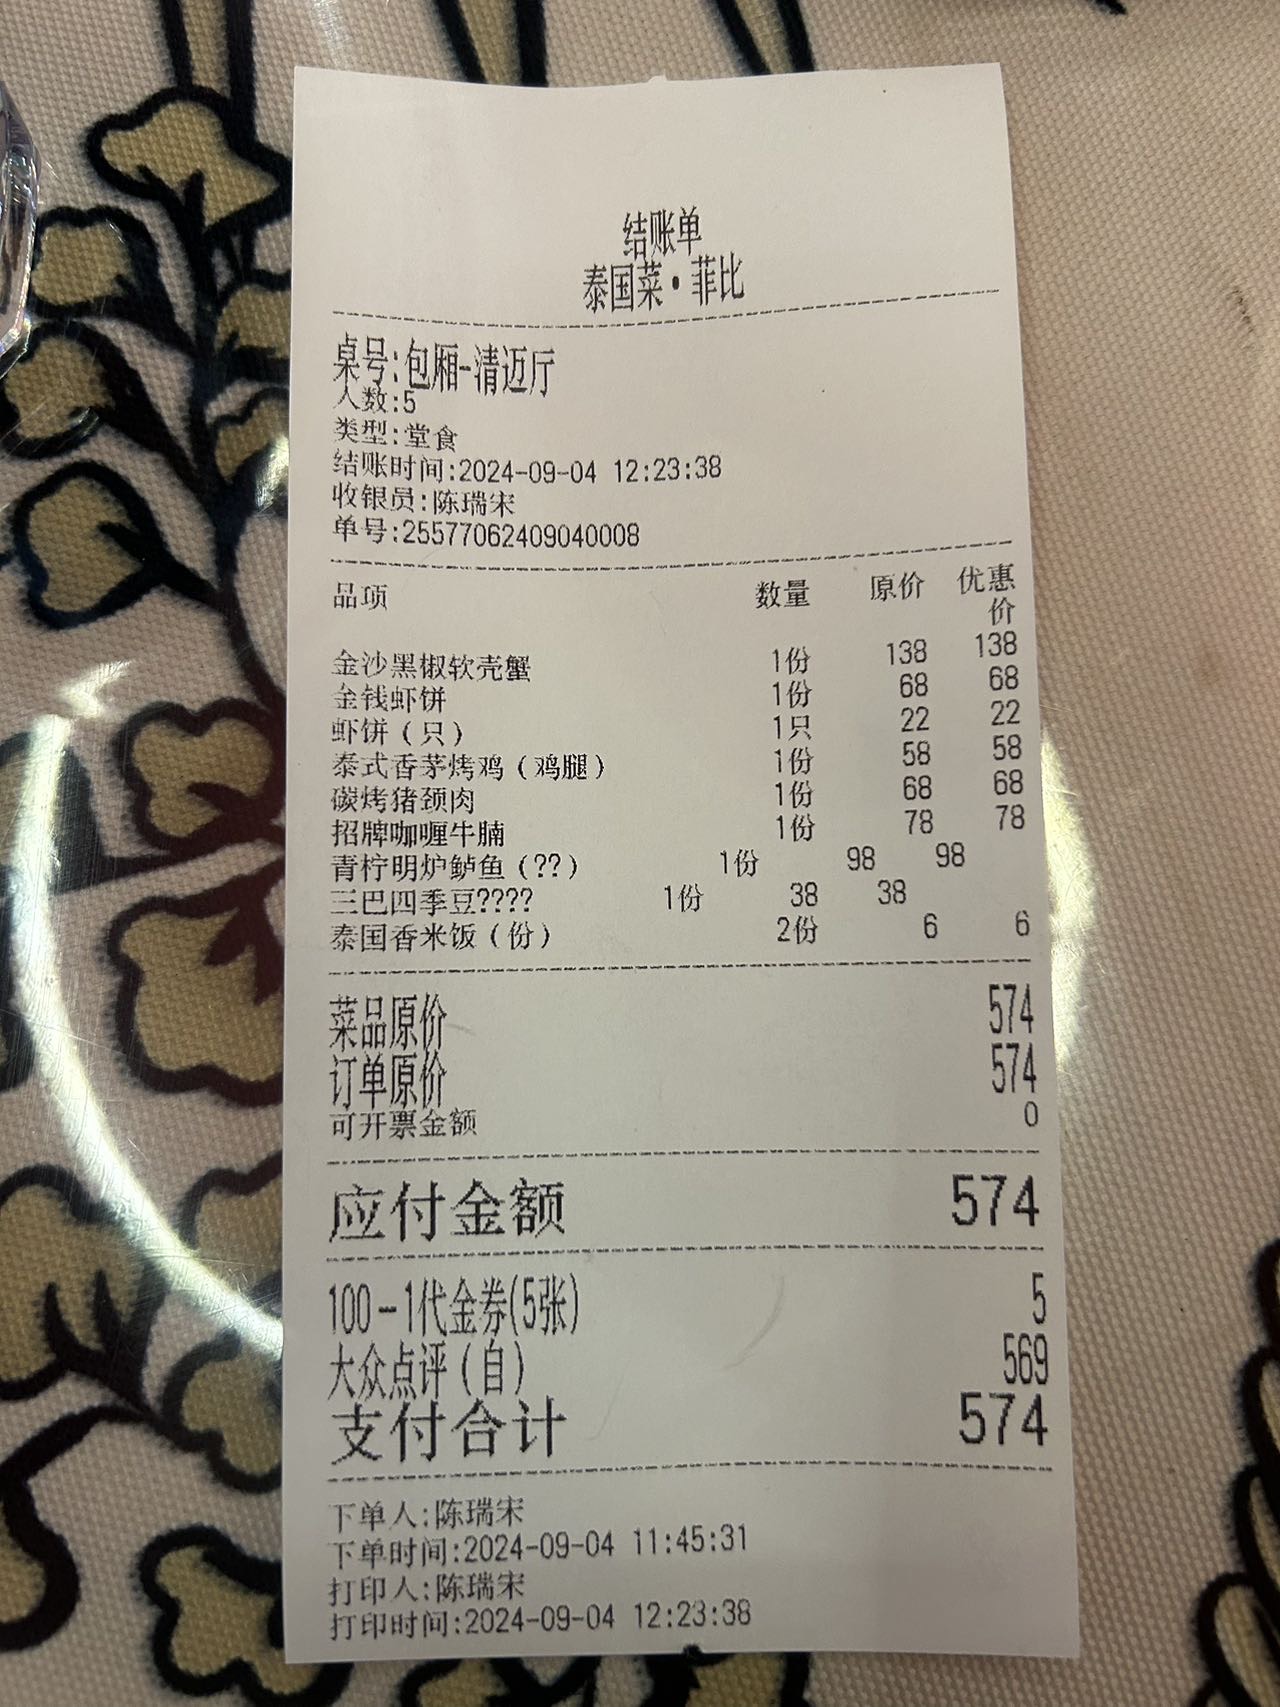 结账单
泰国菜·菲比
桌号:包厢-清迈厅
人数:5
类型:堂食
结账时间:2024-09-04 12:23:38
收银员:陈瑞宋
单号:255770624090400​08
品项 数量 原价 优惠价
金沙黑椒软壳蟹 1份 138 138
金钱虾饼 1份 68 68
虾饼(只) 1只 22 22
泰式香茅烤鸡(鸡腿) 1份 58 58
碳烤猪颈肉 1份 68 68
招牌咖喱牛腩 1份 78 78
青柠明炉鲈鱼(??) 1份 98 98
三巴四季豆???? 1份 38 38
泰国香米饭(份) 2份 6 6
菜品原价 574
订单原价 574
可开票金额 0
应付金额 574
100-1代金券(5张) 5
大众点评(自) 569
支付合计 574
下单人:陈瑞宋
下单时间:2024-09-04 11:45:31
打印人:陈瑞宋
打印时间:2024-09-04 12:23:38